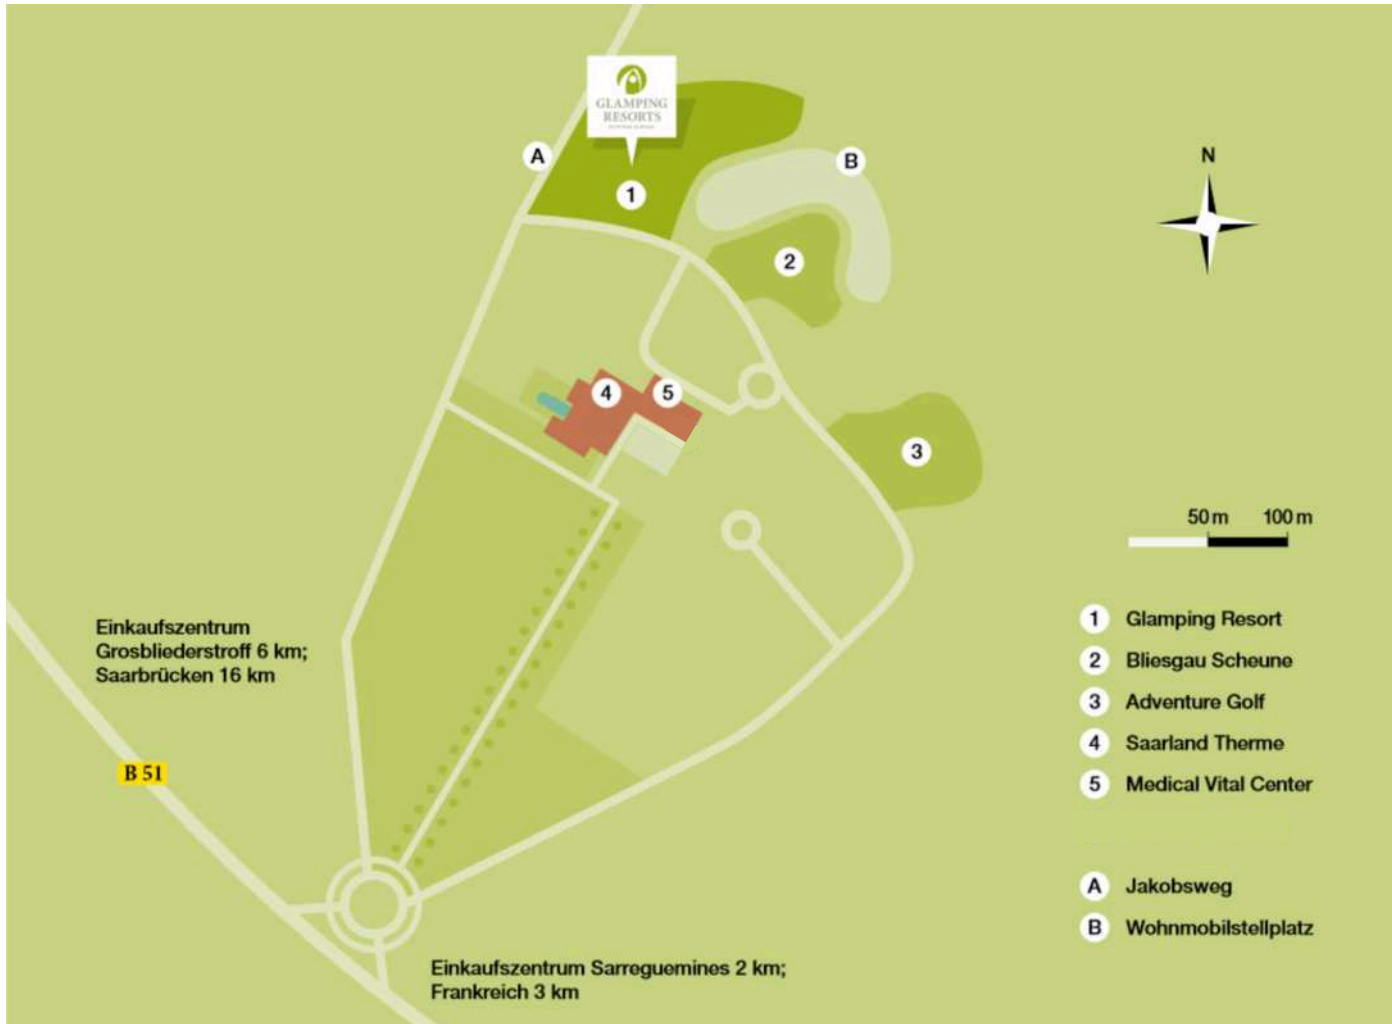 GLAMPING
RESORTS
A
B
1
N
2
4
5
3
50 m 100 m
Einkaufszentrum
Grosbliederstroff 6 km;
Saarbrücken 16 km
B 51
1 Glamping Resort
2 Bliesgau Scheune
3 Adventure Golf
4 Saarland Therme
5 Medical Vital Center
A Jakobsweg
B Wohnmobilstellplatz
Einkaufszentrum Sarreguemines 2 km;
Frankreich 3 km